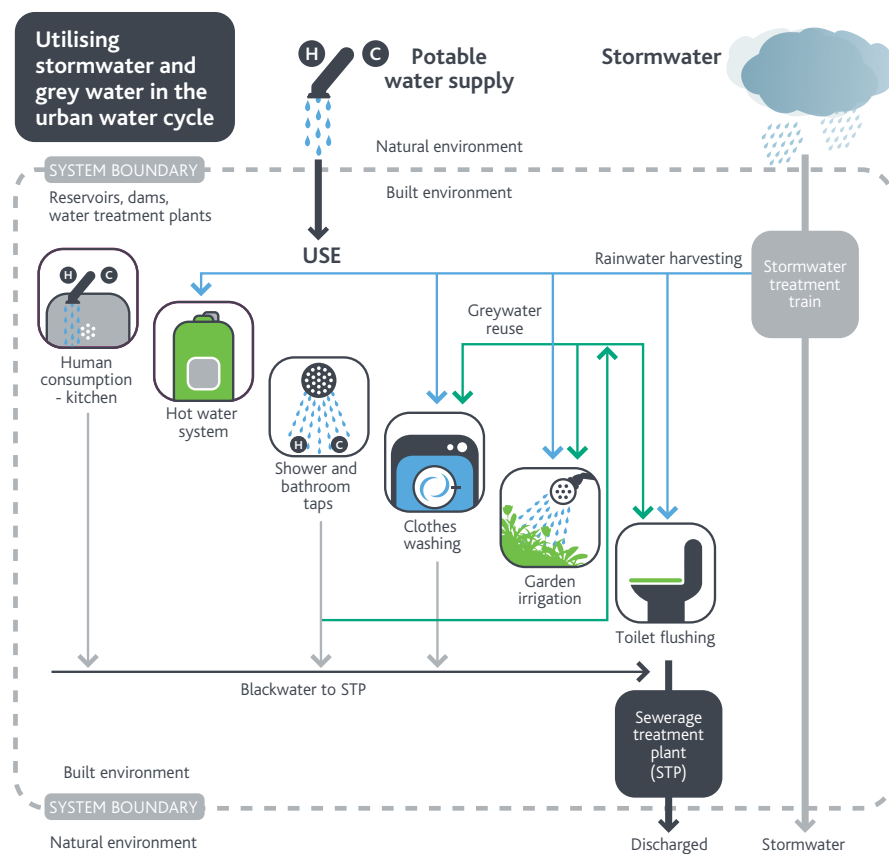 Utilising
stormwater and
grey water in the
urban water cycle
H
C
Potable
water supply
Stormwater
Natural environment
SYSTEM BOUNDARY
Built environment
Reservoirs, dams,
water treatment plants
USE
Rainwater harvesting
Stormwater
treatment
train
H
C
Human
consumption
- kitchen
Hot water
system
Greywater
reuse
H
C
Shower and
bathroom
taps
Clothes
washing
Garden
irrigation
Toilet flushing
Blackwater to STP
Sewerage
treatment
plant
(STP)
Built environment
SYSTEM BOUNDARY
Natural environment
Discharged
Stormwater